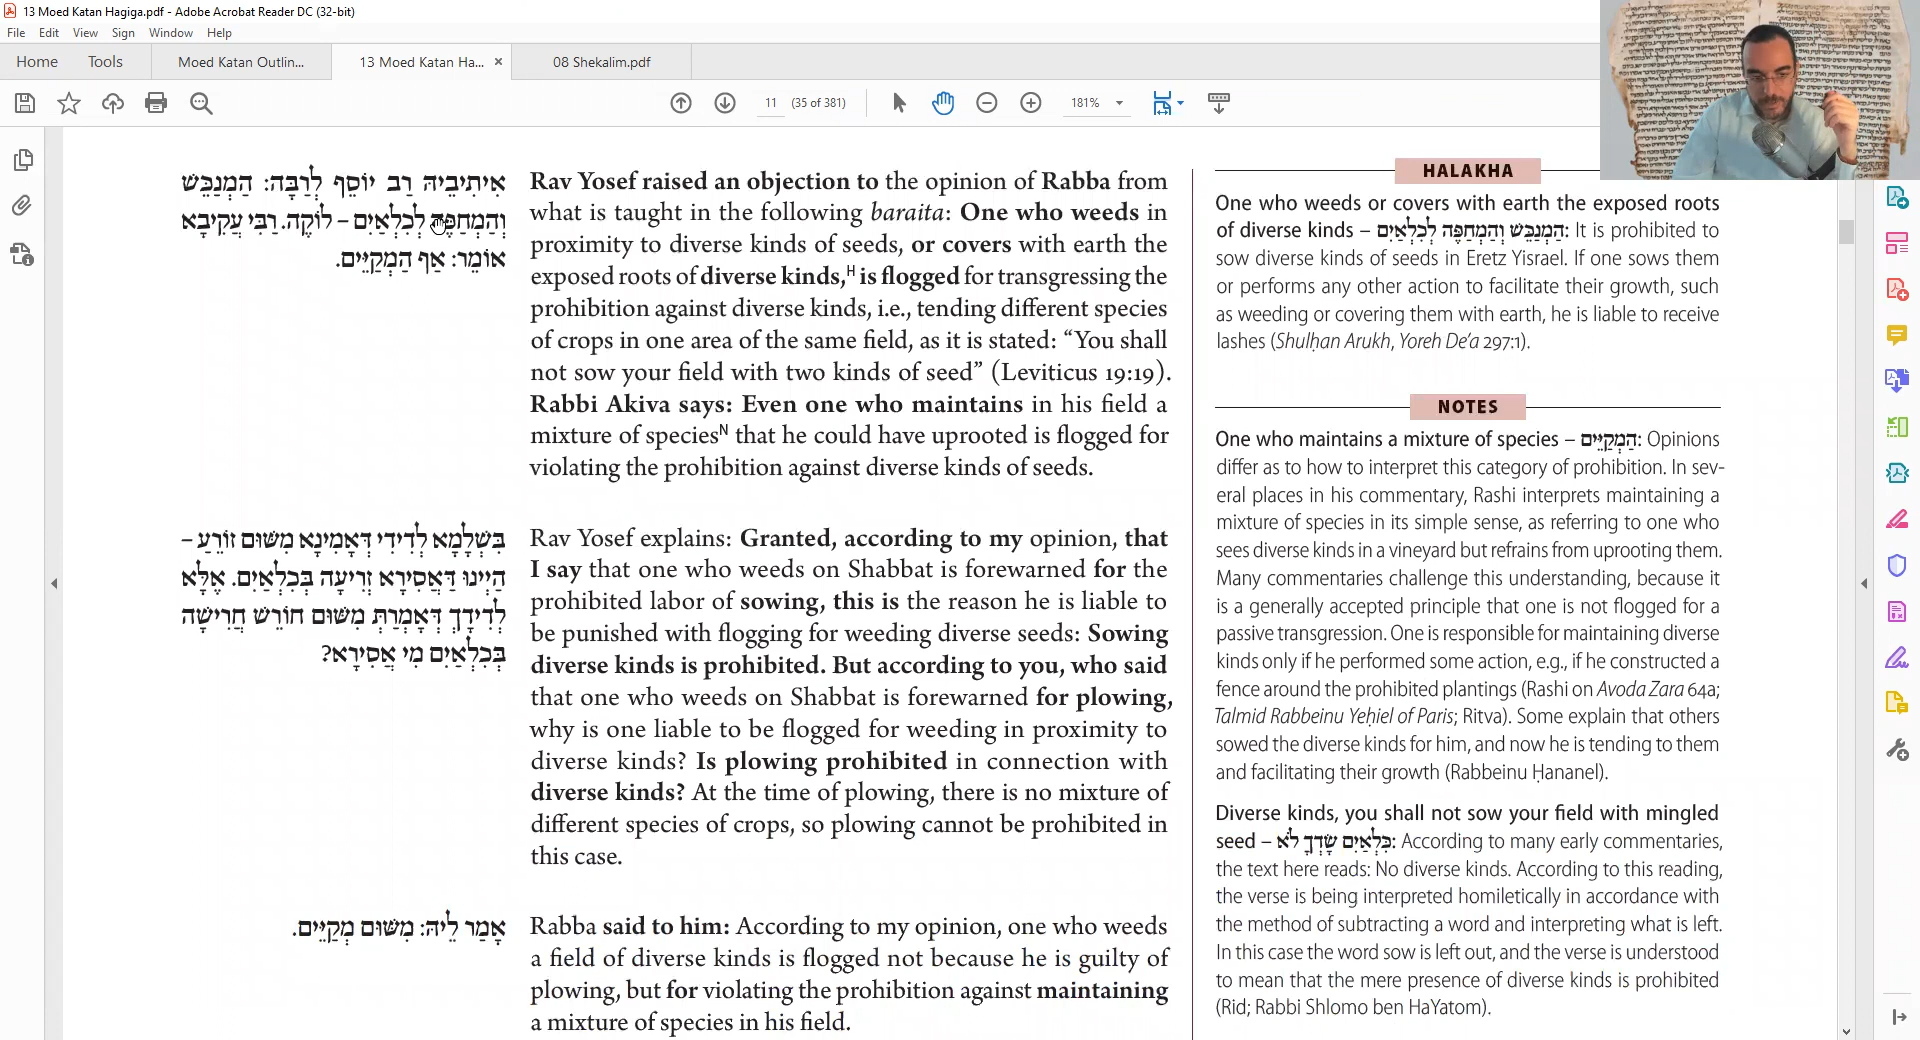 13 Moed Katan Hagiga.pdf - Adobe Acrobat Reader DC (32-bit)
File Edit View Sign Window Help
Home Tools Moed Katan Outlin... 13 Moed Katan Ha... × 08 Shekalim.pdf
11 (35 of 381) 181%
אֵיתִיבֵיהּ רַב יוֹסֵף לְרַבָּה: הַמְנַכֵּשׁ
וְהַמְחַפֶּה לְכִלְאַיִם – לוֹקֶה. רַבִּי עֲקִיבָא
אוֹמֵר: אַף הַמְקַיֵּים.
Rav Yosef raised an objection to the opinion of Rabba from
what is taught in the following baraita: One who weeds in
proximity to diverse kinds of seeds, or covers with earth the
exposed roots of diverse kinds,ᴴ is flogged for transgressing the
prohibition against diverse kinds, i.e., tending different species
of crops in one area of the same field, as it is stated: “You shall
not sow your field with two kinds of seed” (Leviticus 19:19).
Rabbi Akiva says: Even one who maintains in his field a
mixture of speciesᴺ that he could have uprooted is flogged for
violating the prohibition against diverse kinds of seeds.
בִּשְׁלָמָא לְדִידִי דְּאָמֵינָא מִשּׁוּם זוֹרֵעַ –
הַיְינוּ דַּאֲסִירָא זְרִיעָה בְּכִלְאַיִם. אֶלָּא
לְדִידָךְ דְּאָמְרַתְּ מִשּׁוּם חוֹרֵשׁ חֲרִישָׁה
בְּכִלְאַיִם מִי אֲסִירָא?
Rav Yosef explains: Granted, according to my opinion, that
I say that one who weeds on Shabbat is forewarned for the
prohibited labor of sowing, this is the reason he is liable to
be punished with flogging for weeding diverse seeds: Sowing
diverse kinds is prohibited. But according to you, who said
that one who weeds on Shabbat is forewarned for plowing,
why is one liable to be flogged for weeding in proximity to
diverse kinds? Is plowing prohibited in connection with
diverse kinds? At the time of plowing, there is no mixture of
different species of crops, so plowing cannot be prohibited in
this case.
אֲמַר לֵיהּ: מִשּׁוּם מְקַיֵּים.
Rabba said to him: According to my opinion, one who weeds
a field of diverse kinds is flogged not because he is guilty of
plowing, but for violating the prohibition against maintaining
a mixture of species in his field.
HALAKHA
One who weeds or covers with earth the exposed roots
of diverse kinds – הַמְנַכֵּשׁ וְהַמְחַפֶּה לְכִלְאַיִם: It is prohibited to
sow diverse kinds of seeds in Eretz Yisrael. If one sows them
or performs any other action to facilitate their growth, such
as weeding or covering them with earth, he is liable to receive
lashes (Shulḥan Arukh, Yoreh De’a 297:1).
NOTES
One who maintains a mixture of species – הַמְקַיֵּים: Opinions
differ as to how to interpret this category of prohibition. In sev-
eral places in his commentary, Rashi interprets maintaining a
mixture of species in its simple sense, as referring to one who
sees diverse kinds in a vineyard but refrains from uprooting them.
Many commentaries challenge this understanding, because it
is a generally accepted principle that one is not flogged for a
passive transgression. One is responsible for maintaining diverse
kinds only if he performed some action, e.g., if he constructed a
fence around the prohibited plantings (Rashi on Avoda Zara 64a;
Talmid Rabbeinu Yeḥiel of Paris; Ritva). Some explain that others
sowed the diverse kinds for him, and now he is tending to them
and facilitating their growth (Rabbeinu Ḥananel).
Diverse kinds, you shall not sow your field with mingled
seed – כִּלְאַיִם שָׂדְךָ לֹא: According to many early commentaries,
the text here reads: No diverse kinds. According to this reading,
the verse is being interpreted homiletically in accordance with
the method of subtracting a word and interpreting what is left.
In this case the word sow is left out, and the verse is understood
to mean that the mere presence of diverse kinds is prohibited
(Rid; Rabbi Shlomo ben HaYatom).